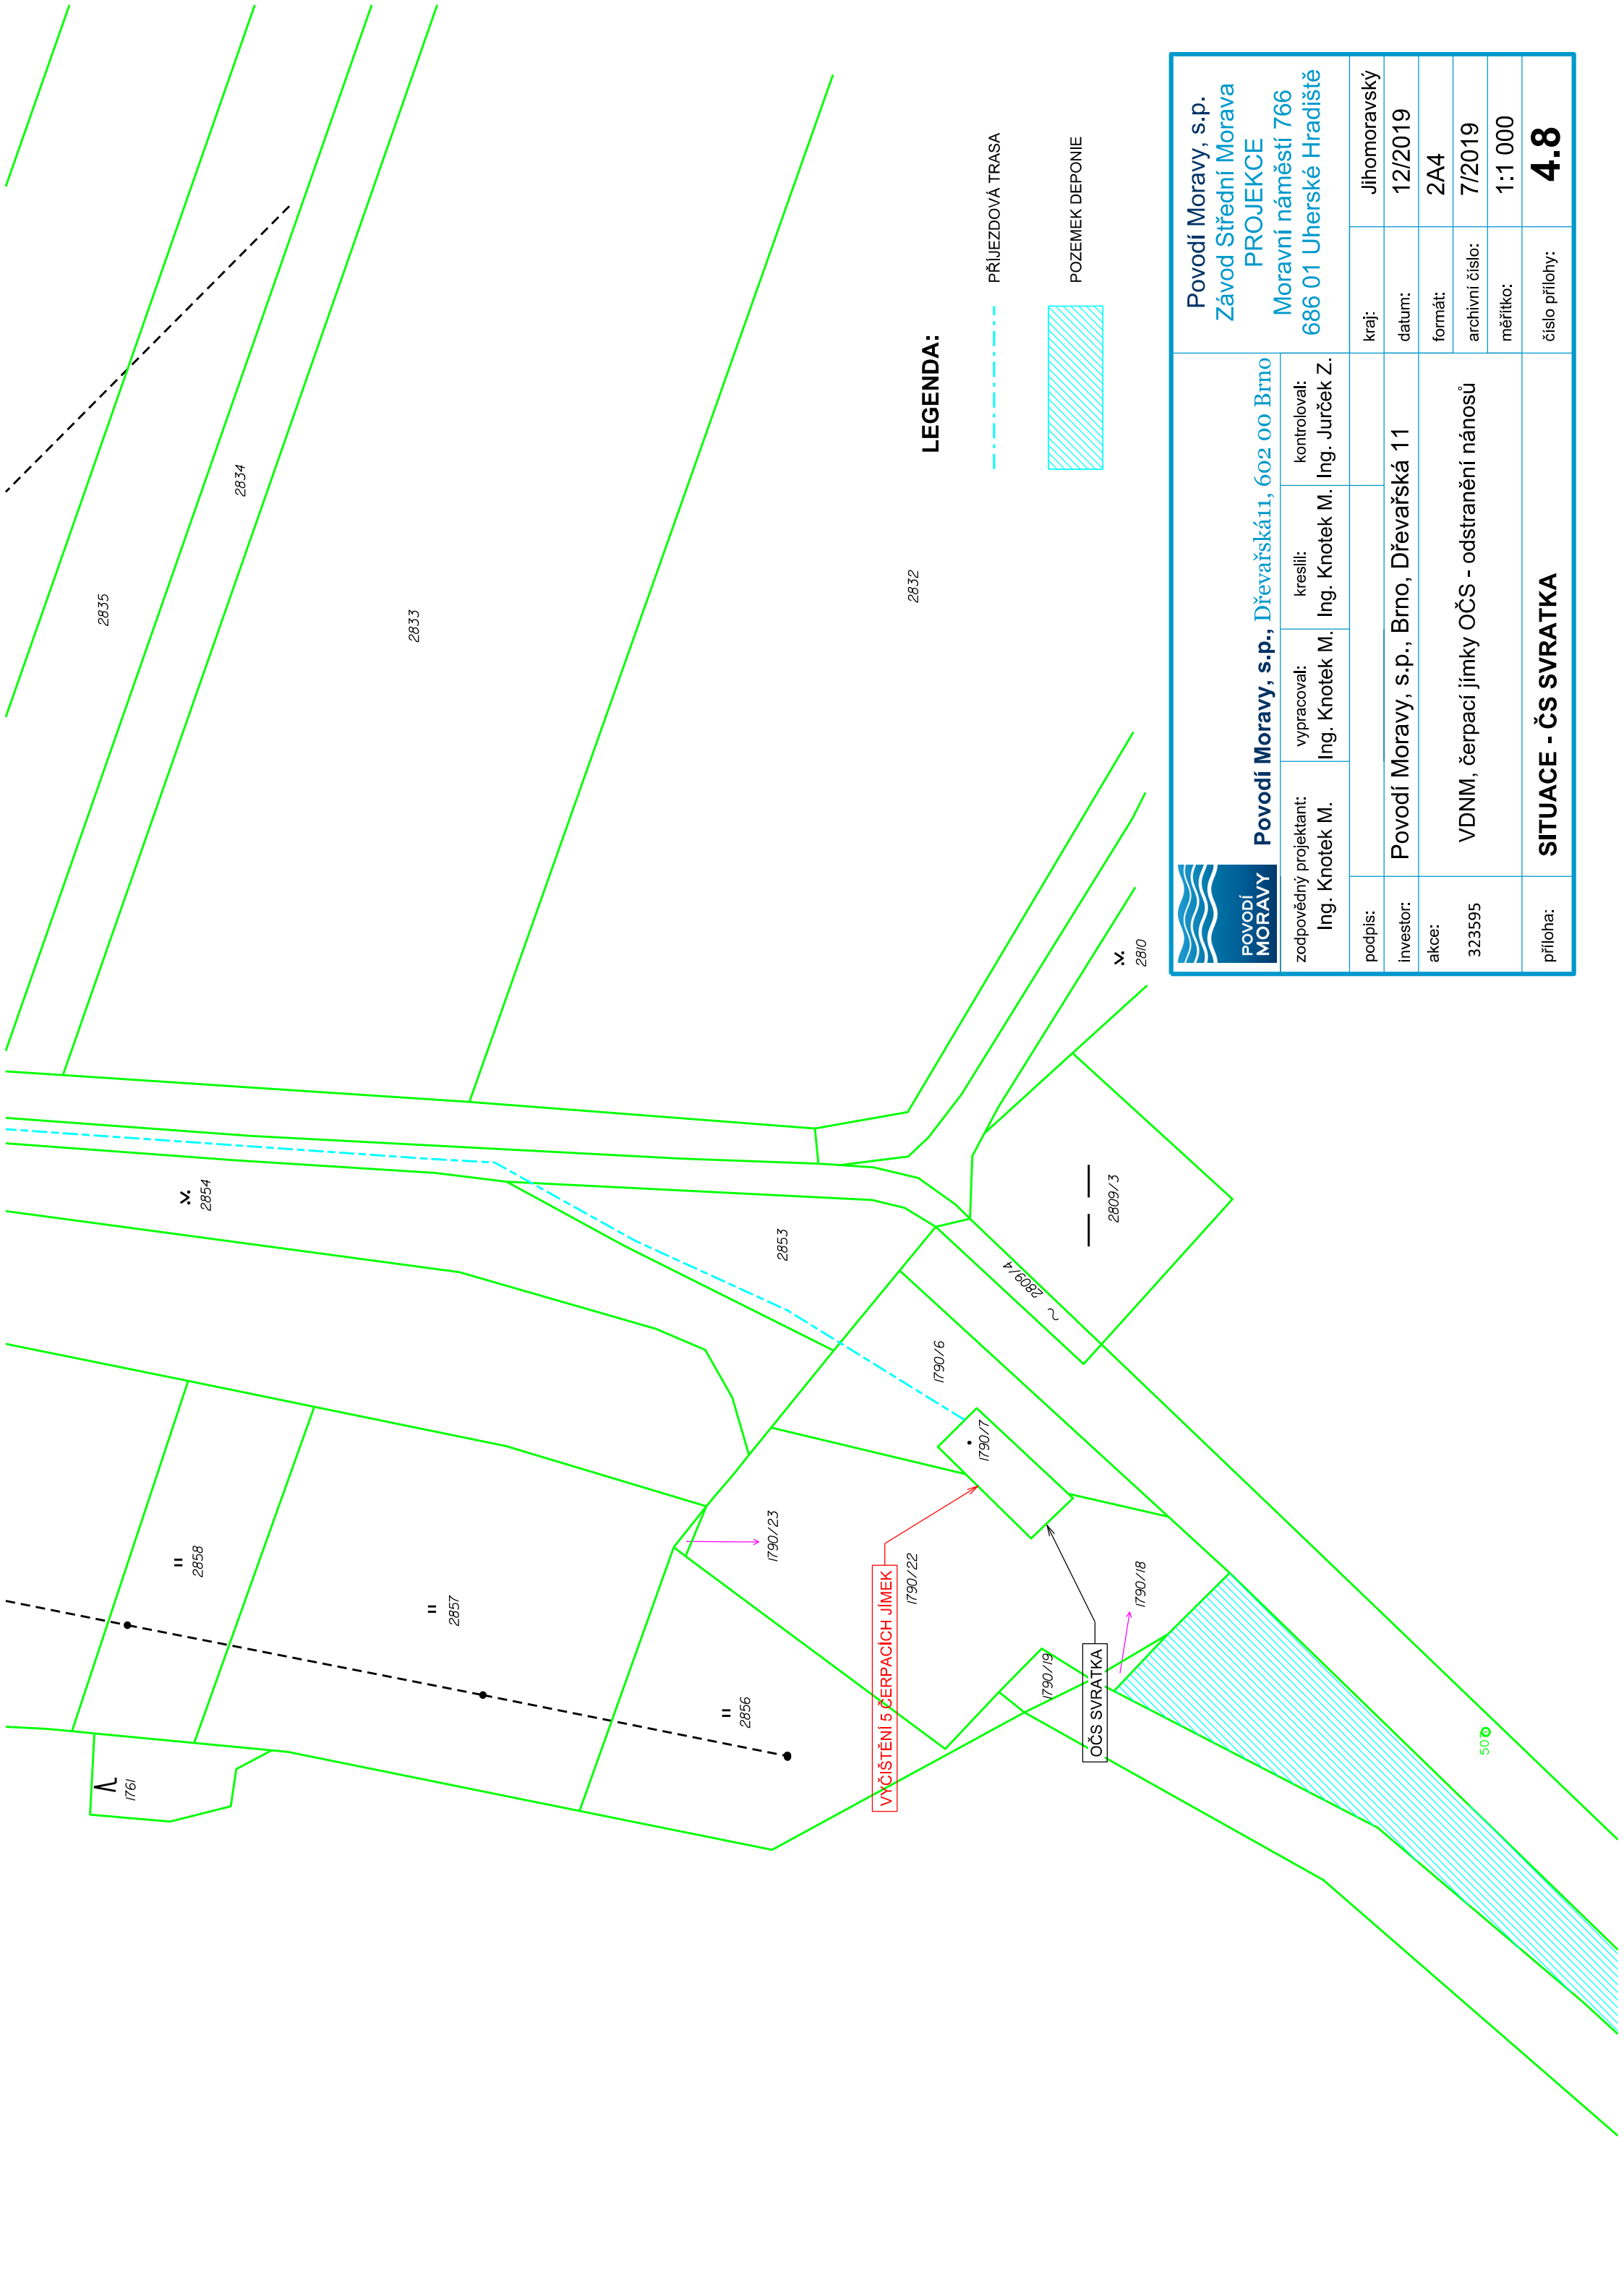 2835
2834
2833
2832
2854
2853
2858
2857
2856
1761
1790/23
1790/22
1790/6
1790/7
1790/19
1790/18
2809/4
2809/3
2810
VYČIŠTĚNÍ 5 ČERPACÍCH JÍMEK
OČS SVRATKA
LEGENDA:
PŘÍJEZDOVÁ TRASA
POZEMEK DEPONIE
POVODÍ
MORAVY
Povodí Moravy, s.p., Dřevařská11, 602 00 Brno
Povodí Moravy, s.p.
Závod Střední Morava
PROJEKCE
Moravní náměstí 766
686 01 Uherské Hradiště
zodpovědný projektant: vypracoval: kreslil: kontroloval:
Ing. Knotek M. Ing. Knotek M. Ing. Knotek M. Ing. Jurček Z.
podpis: kraj: Jihomoravský
investor: Povodí Moravy, s.p., Brno, Dřevařská 11 datum: 12/2019
akce: formát: 2A4
323595 VDNM, čerpací jímky OČS - odstranění nánosů archivní číslo: 7/2019
měřítko: 1:1 000
příloha: SITUACE - ČS SVRATKA číslo přílohy: 4.8